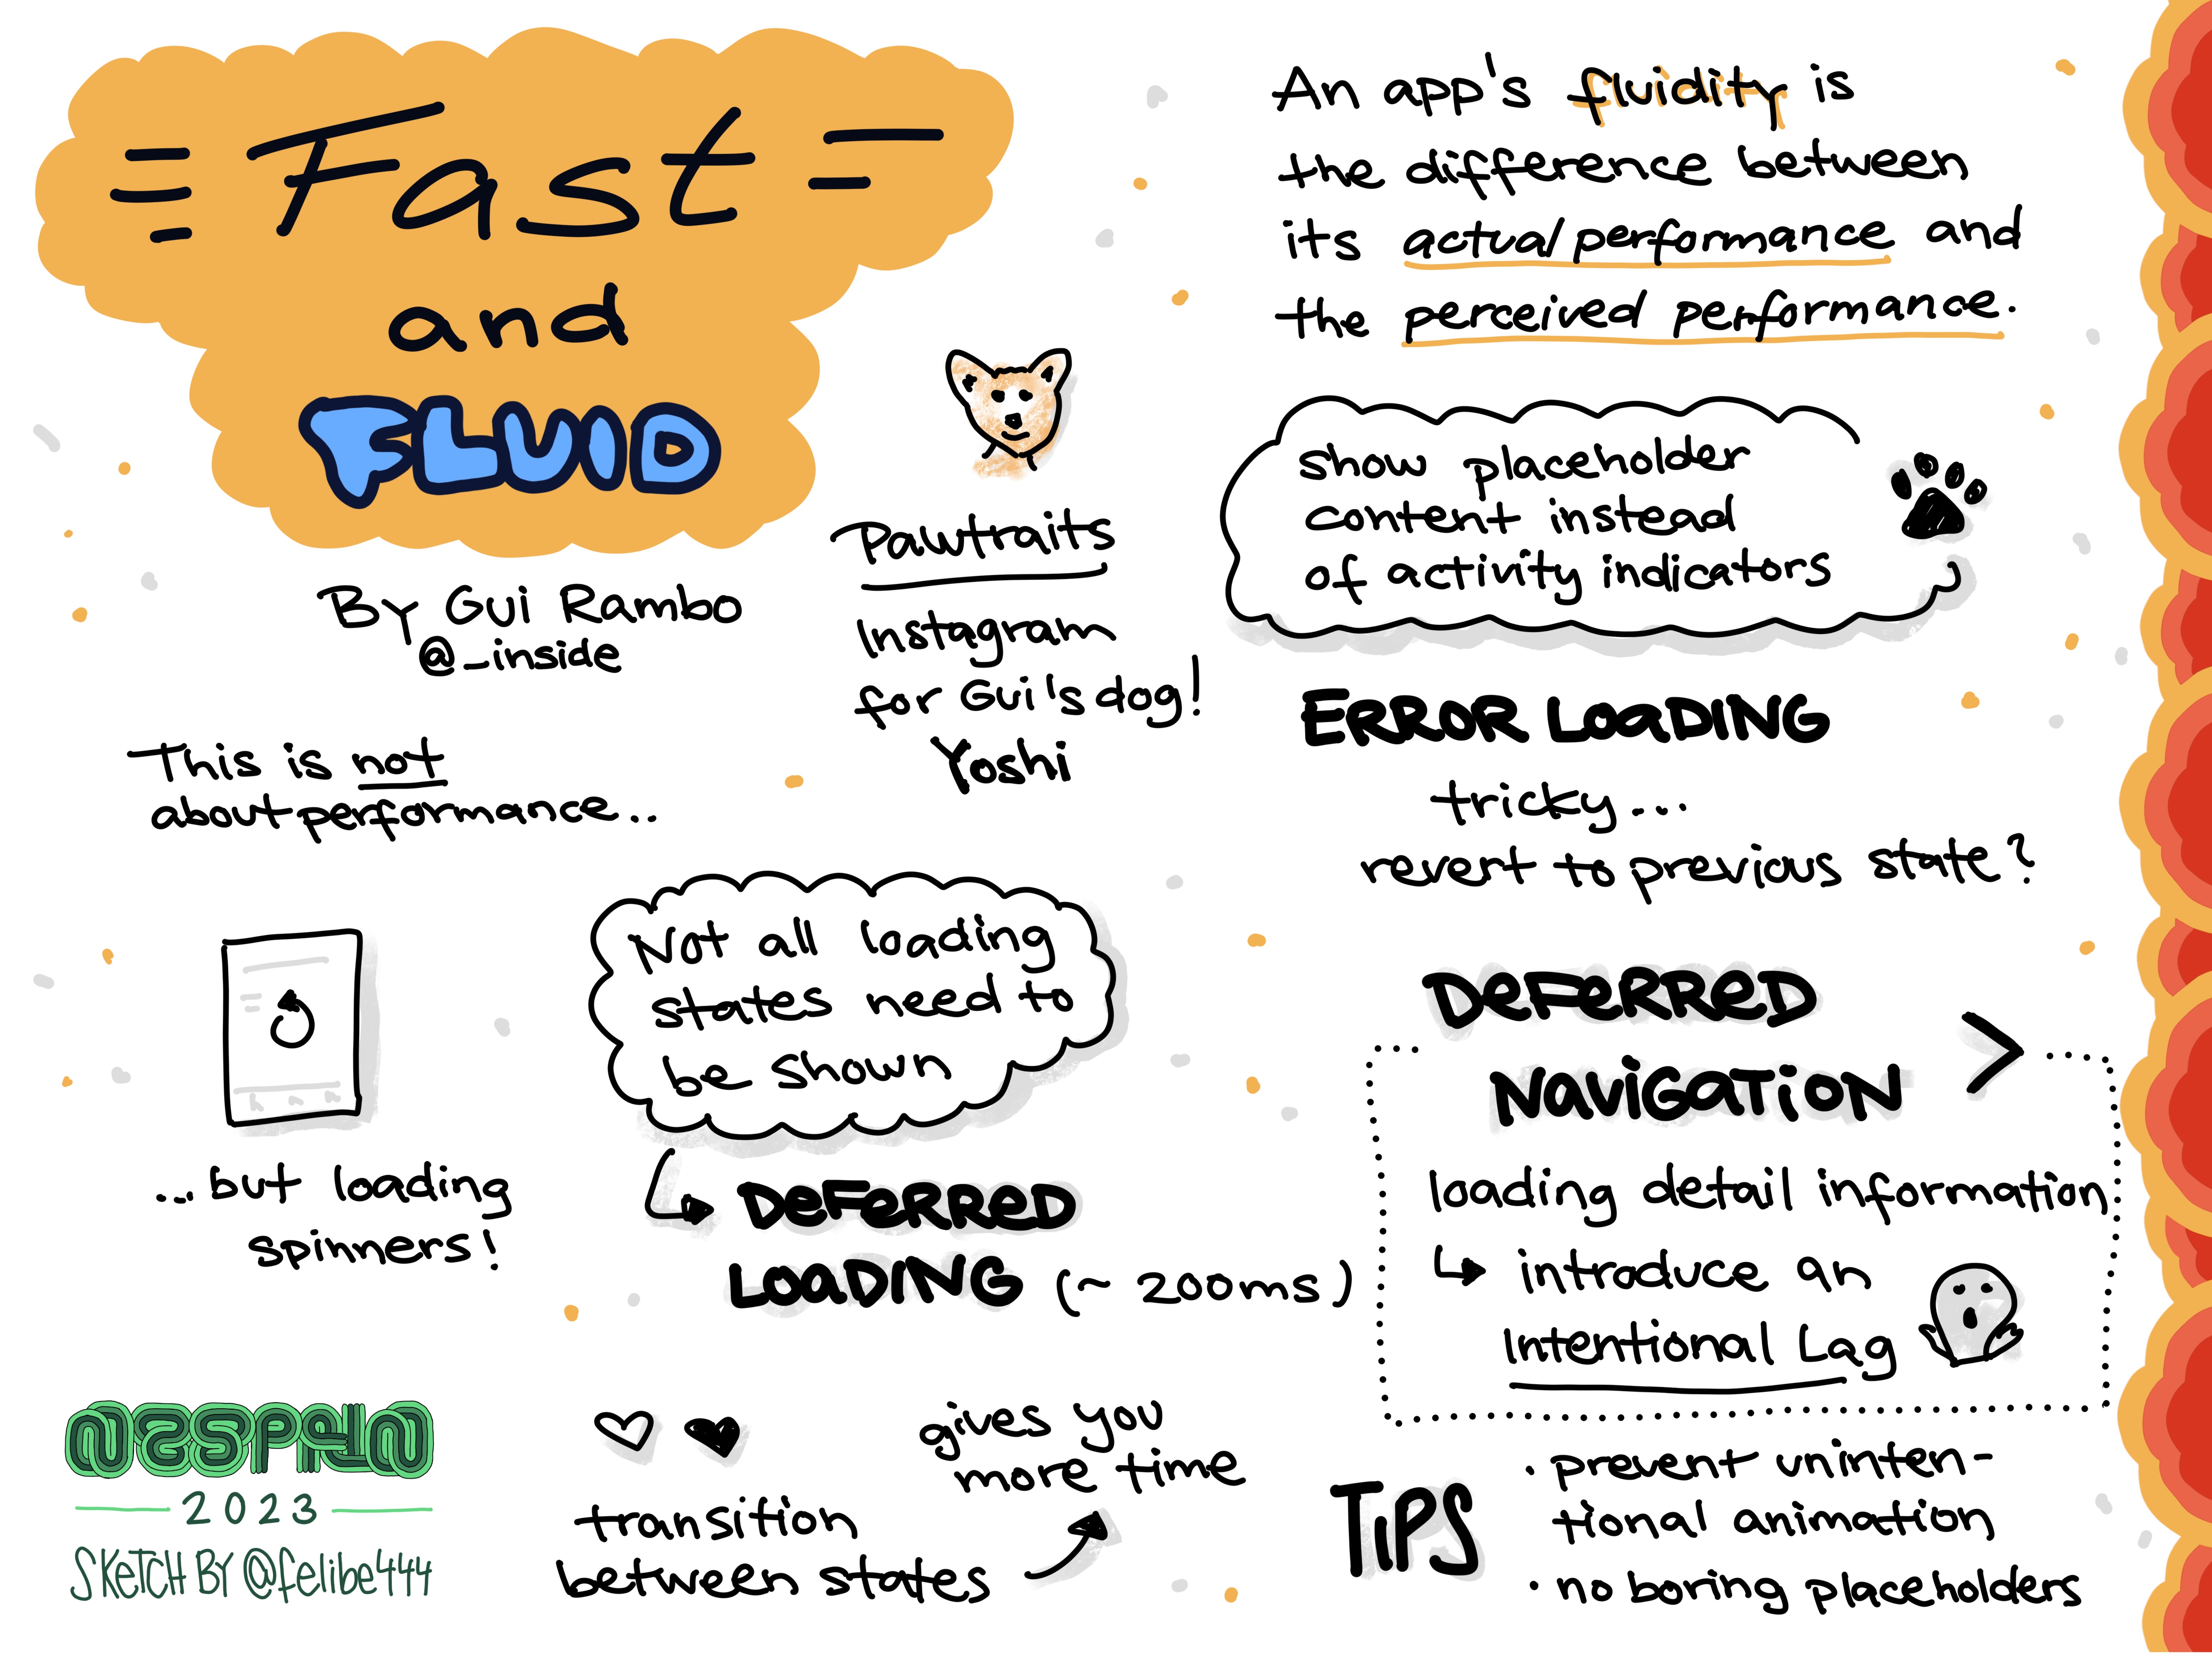 Fast
and
FLUID
By Gui Rambo
@_inside
This is not
about performance...
...but loading
spinners!
Pawtraits
Instagram
for Gui's dog!
Yoshi
Not all loading
states need to
be shown
DEFERRED
LOADING (~ 200ms)
transition
between states
gives you
more time
An app's fluidity is
the difference between
its actual performance and
the perceived performance.
show placeholder
content instead
of activity indicators
ERROR LOADING
tricky...
revert to previous state?
DEFERRED
NAVIGATION >
loading detail information
introduce an
Intentional Lag
TIPS
· prevent uninten-
tional animation
· no boring placeholders
NSSPAIN
2023
SKETCH BY @felibe444